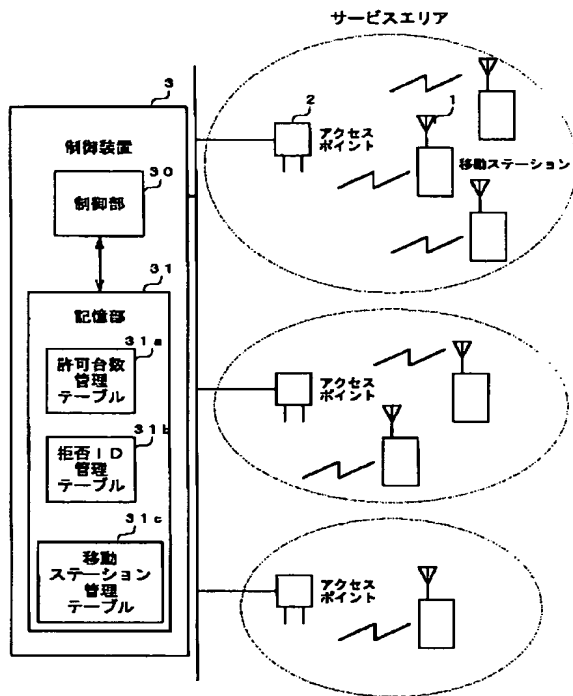 サービスエリア
3
制御装置
30
制御部
31
記憶部
31a
許可台数
管理
テーブル
31b
拒否ID
管理
テーブル
31c
移動
ステーション
管理
テーブル
2
アクセス
ポイント
1
移動ステーション
アクセス
ポイント
アクセス
ポイント